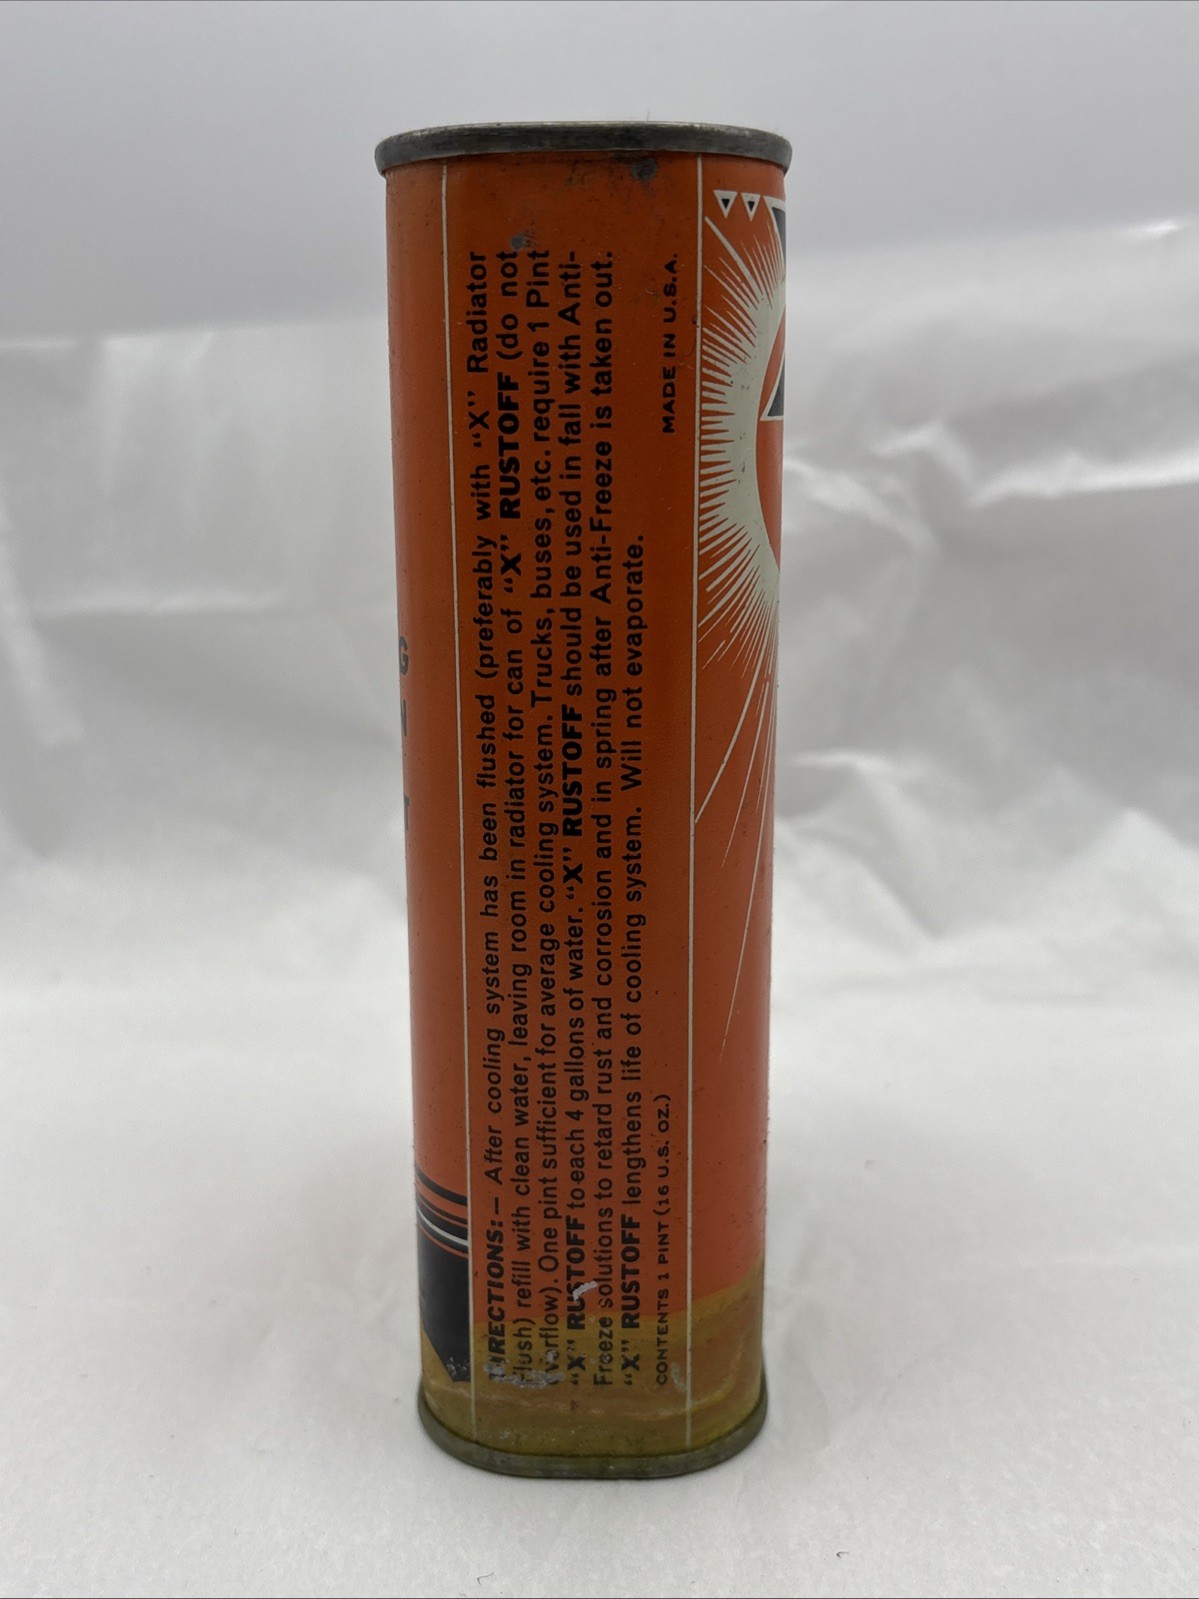 DIRECTIONS:— After cooling system has been flushed (preferably with "X" Radiator
Flush) refill with clean water, leaving room in radiator for can of "X" RUSTOFF (do not
overflow). One pint sufficient for average cooling system. Trucks, buses, etc. require 1 Pint
"X" RUSTOFF to each 4 gallons of water. "X" RUSTOFF should be used in fall with Anti-
Freeze solutions to retard rust and corrosion and in spring after Anti-Freeze is taken out.
"X" RUSTOFF lengthens life of cooling system. Will not evaporate.
CONTENTS 1 PINT (16 U.S. OZ.) MADE IN U.S.A.
G
N
T